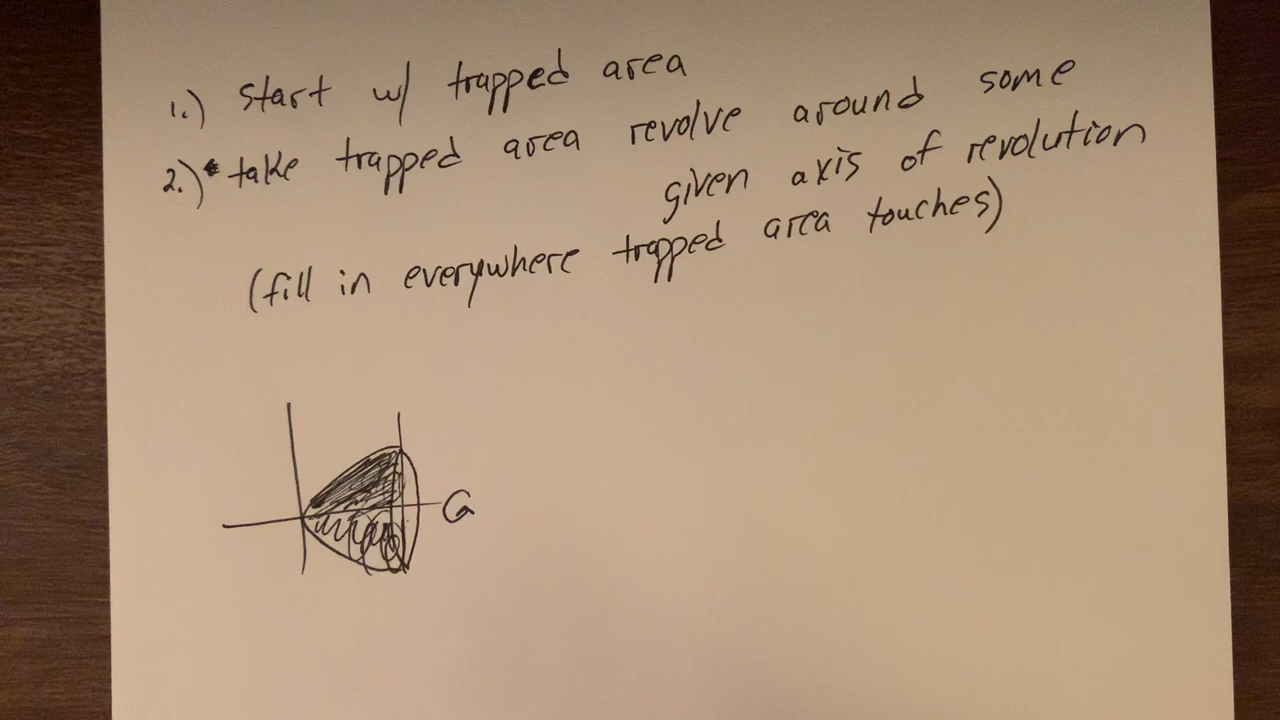 1.) start w/ trapped area
2.) take trapped area revolve around some
given axis of revolution
(fill in everywhere trapped area touches)